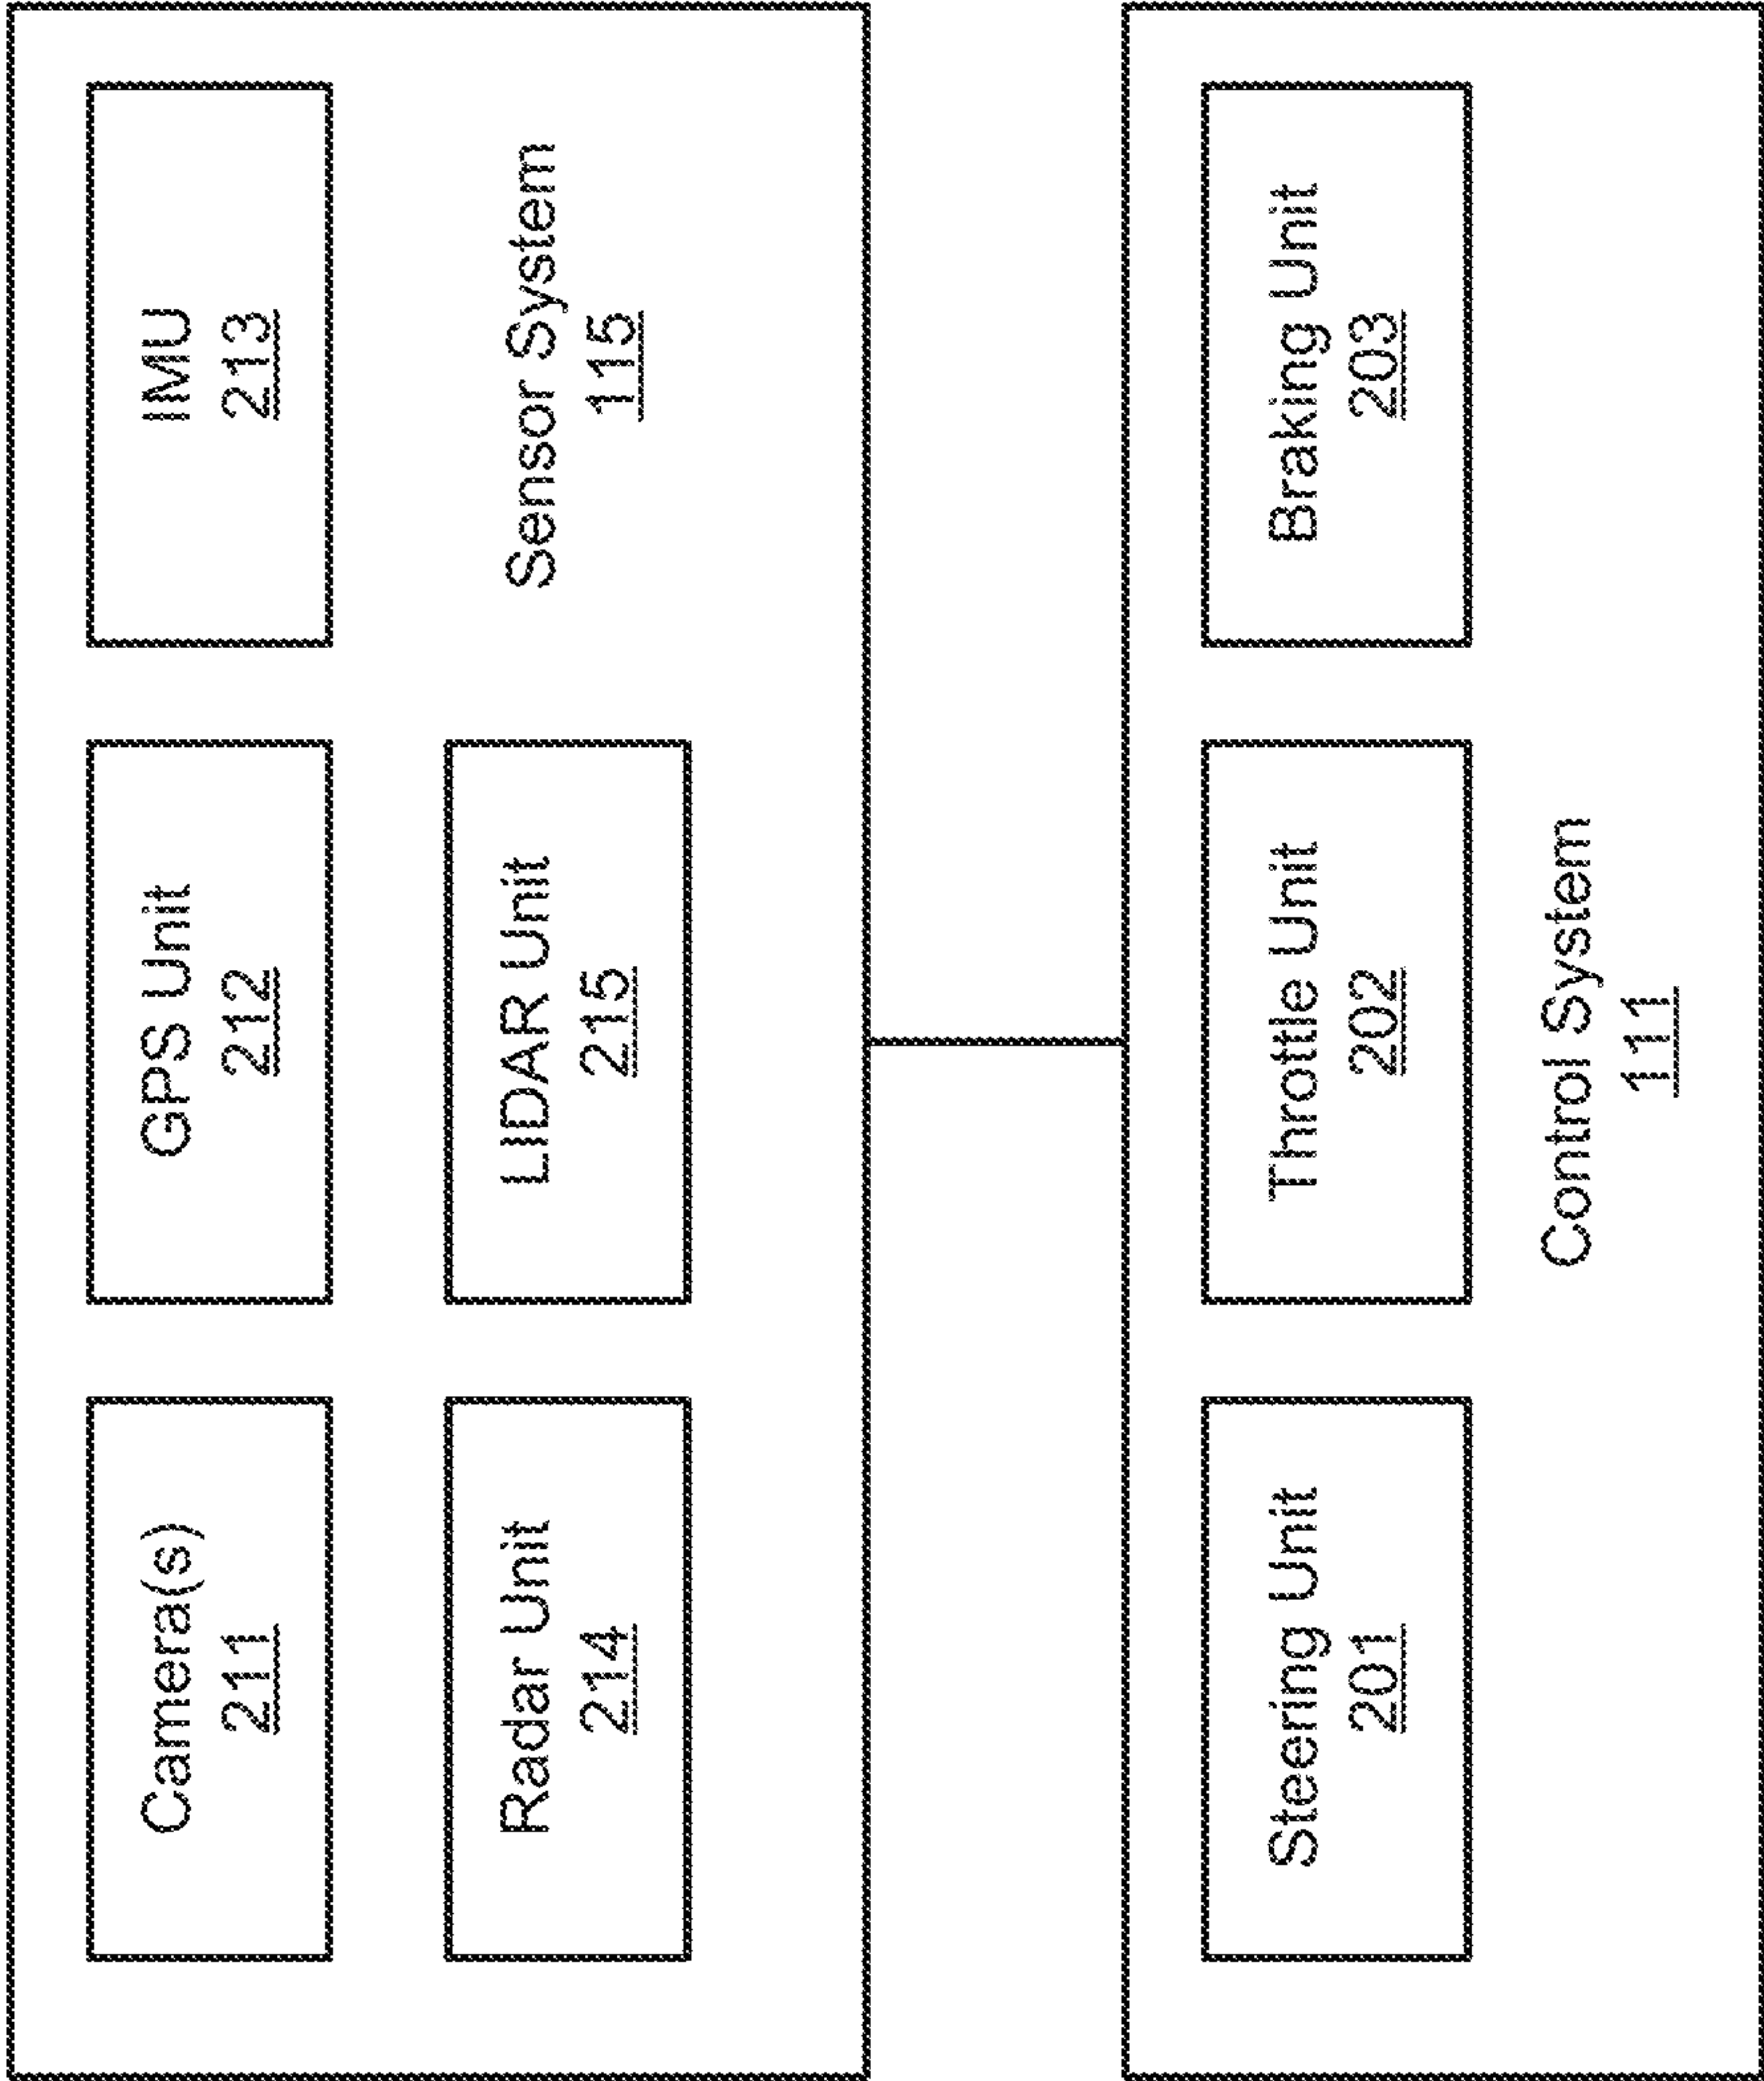 Camera(s)
211
GPS Unit
212
IMU
213
Radar Unit
214
LIDAR Unit
215
Sensor System
115
Steering Unit
201
Throttle Unit
202
Braking Unit
203
Control System
111